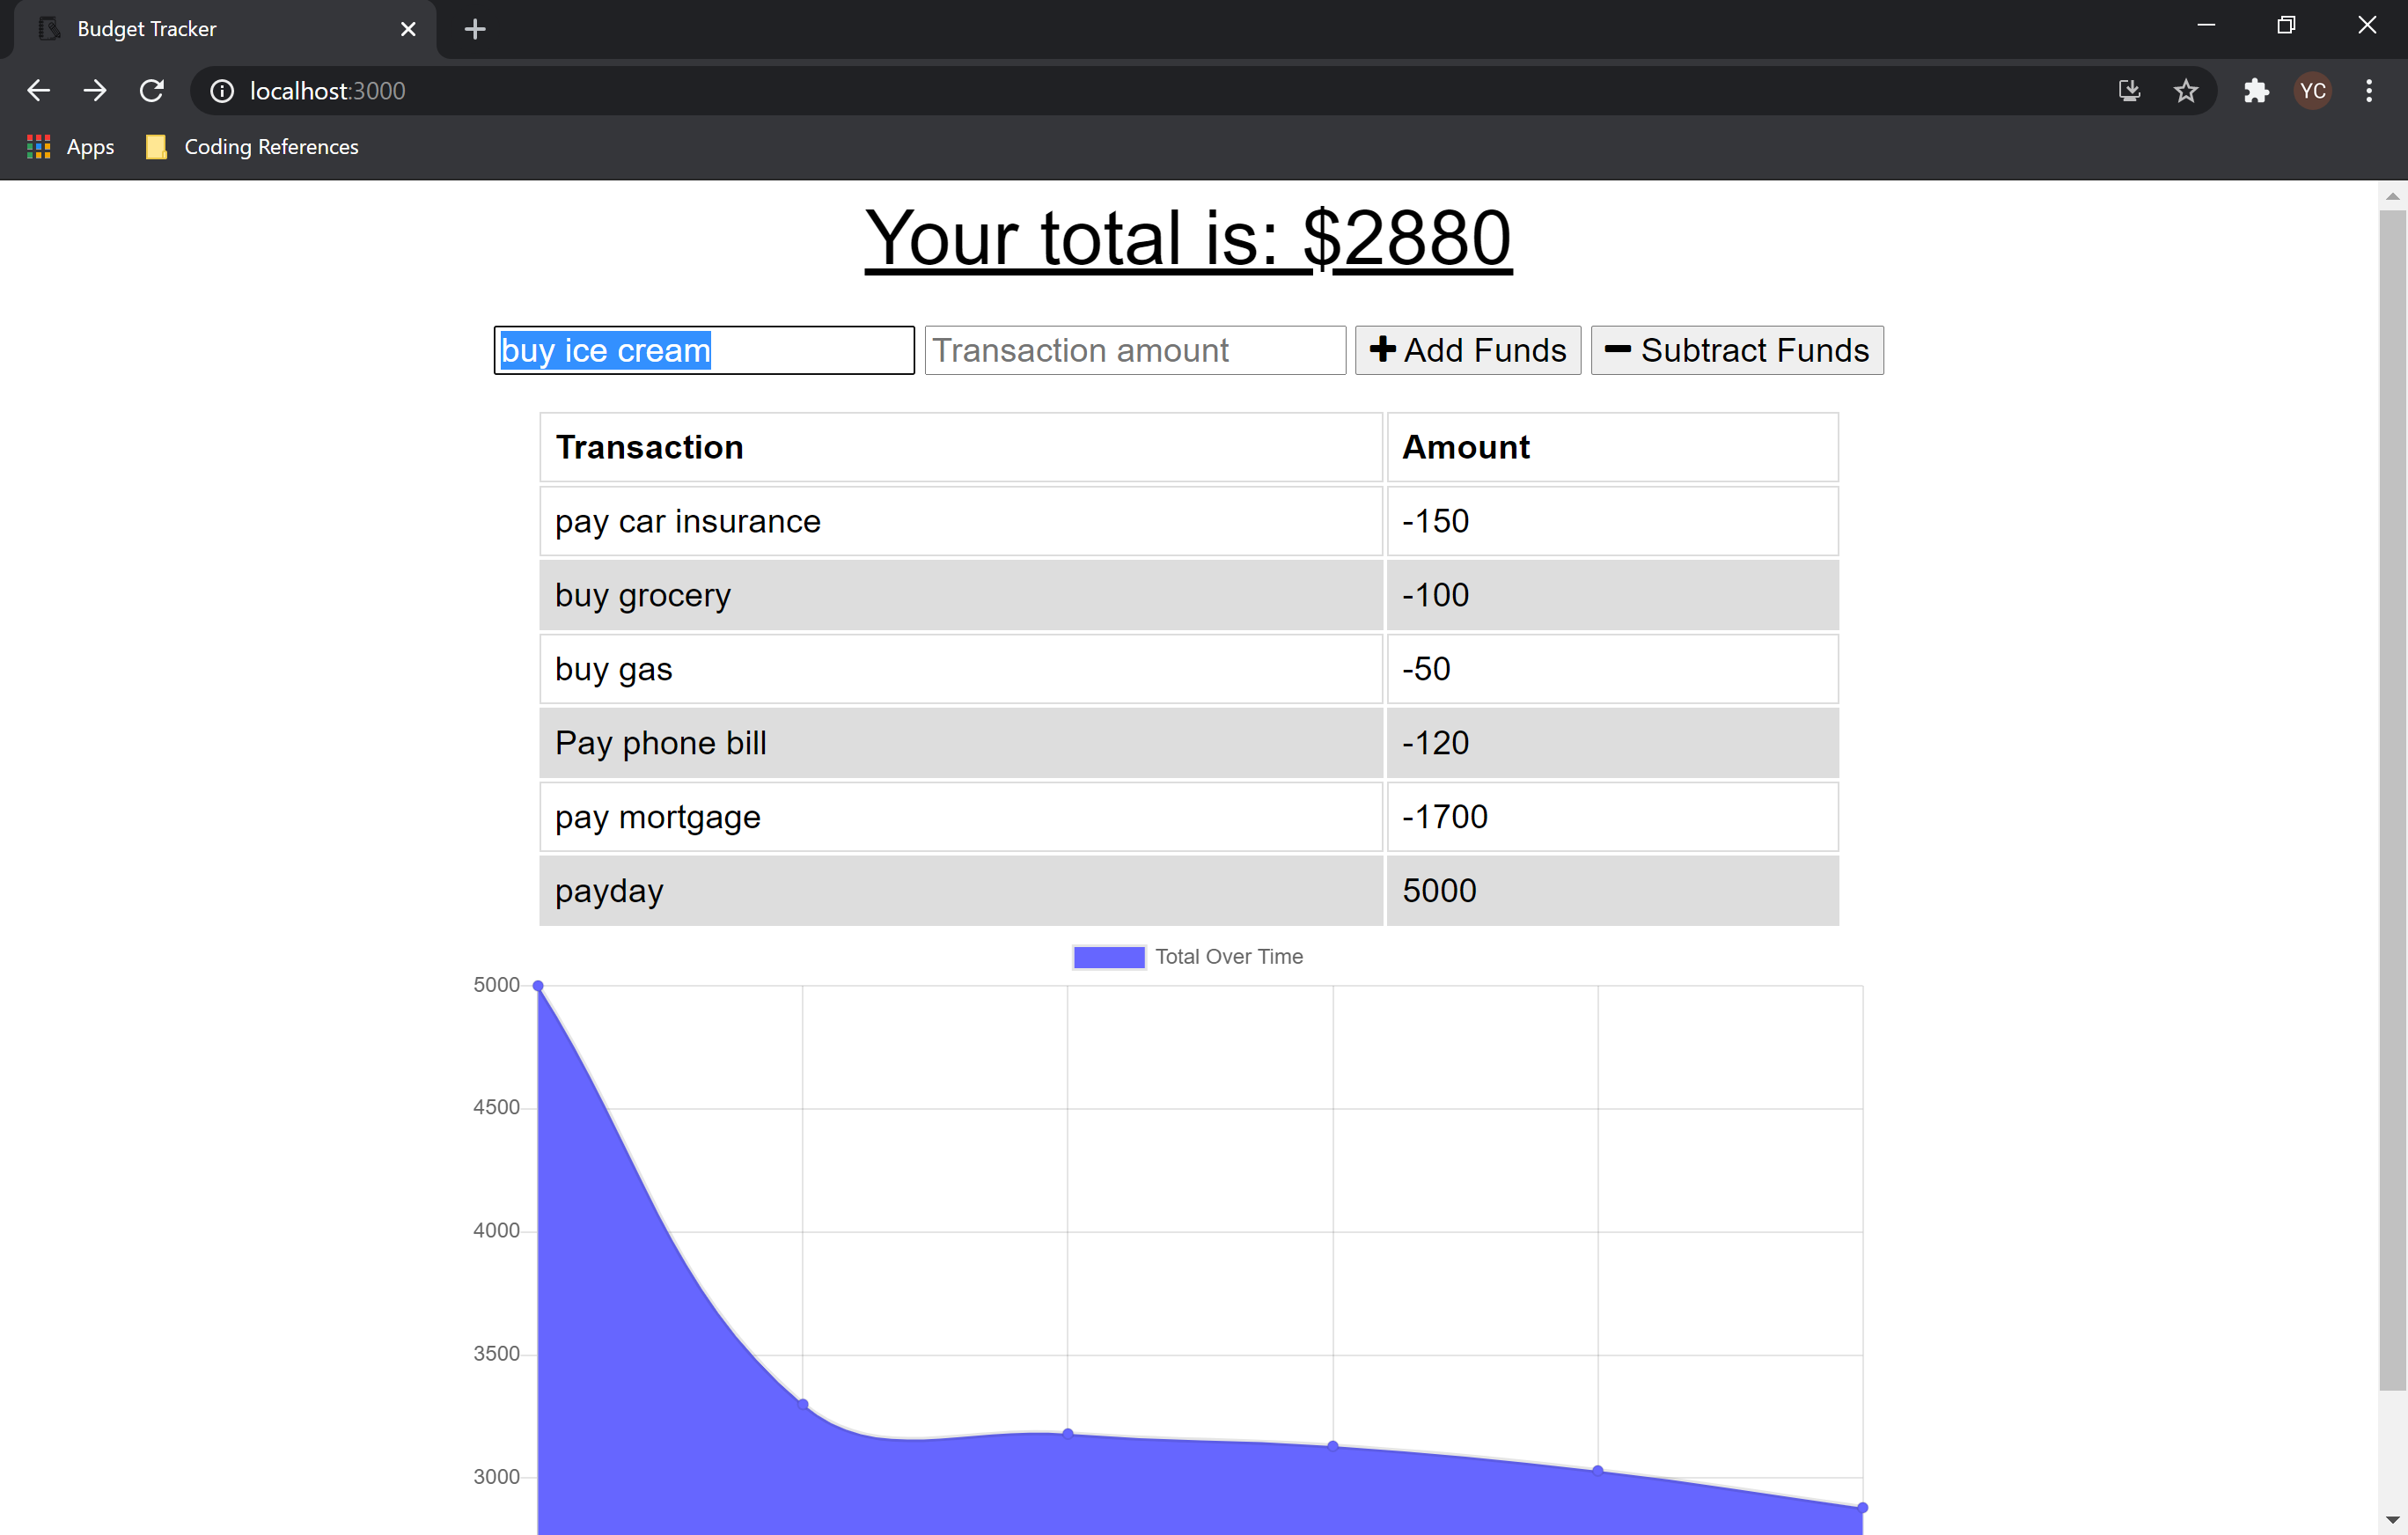 Budget Tracker
localhost:3000
YC
Apps Coding References
Your total is: $2880
buy ice cream Transaction amount Add Funds Subtract Funds
Transaction Amount
pay car insurance -150
buy grocery -100
buy gas -50
Pay phone bill -120
pay mortgage -1700
payday 5000
Total Over Time
5000
4500
4000
3500
3000